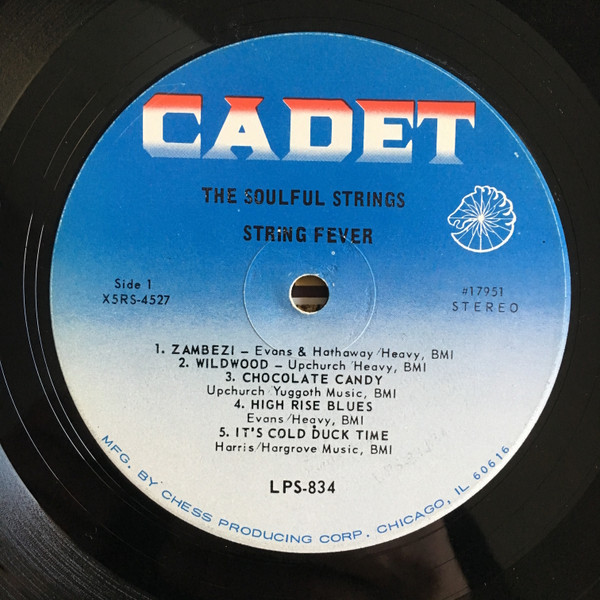 CADET
THE SOULFUL STRINGS
STRING FEVER
Side 1
X5RS-4527
#17951
STEREO
1. ZAMBEZI – Evans & Hathaway/Heavy, BMI
2. WILDWOOD – Upchurch/Heavy, BMI
3. CHOCOLATE CANDY
Upchurch/Yuggoth Music, BMI
4. HIGH RISE BLUES
Evans/Heavy, BMI
5. IT'S COLD DUCK TIME
Harris/Hargrove Music, BMI
LPS-834
MFG. BY CHESS PRODUCING CORP. CHICAGO, IL 60616